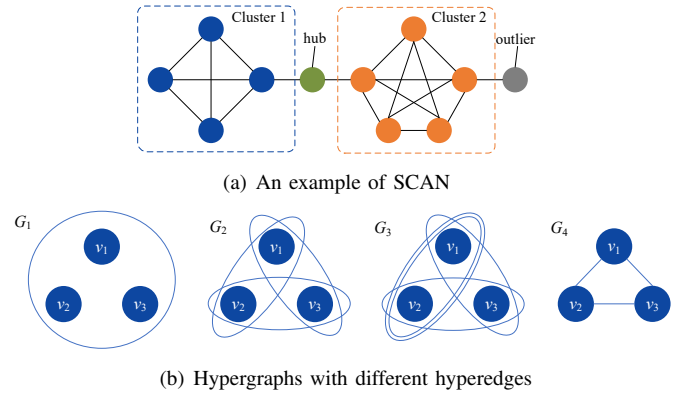 Cluster 1
hub
Cluster 2
outlier
(a) An example of SCAN
G1
v1
v2
v3
G2
v1
v2
v3
G3
v1
v2
v3
G4
v1
v2
v3
(b) Hypergraphs with different hyperedges